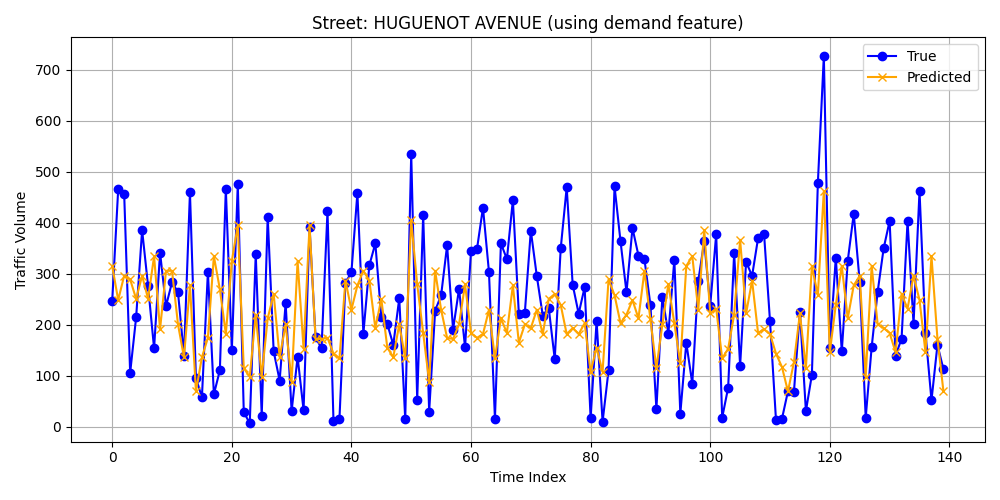 Street: HUGUENOT AVENUE (using demand feature)
True
Predicted
Traffic Volume
700
600
500
400
300
200
100
0
0 20 40 60 80 100 120 140
Time Index